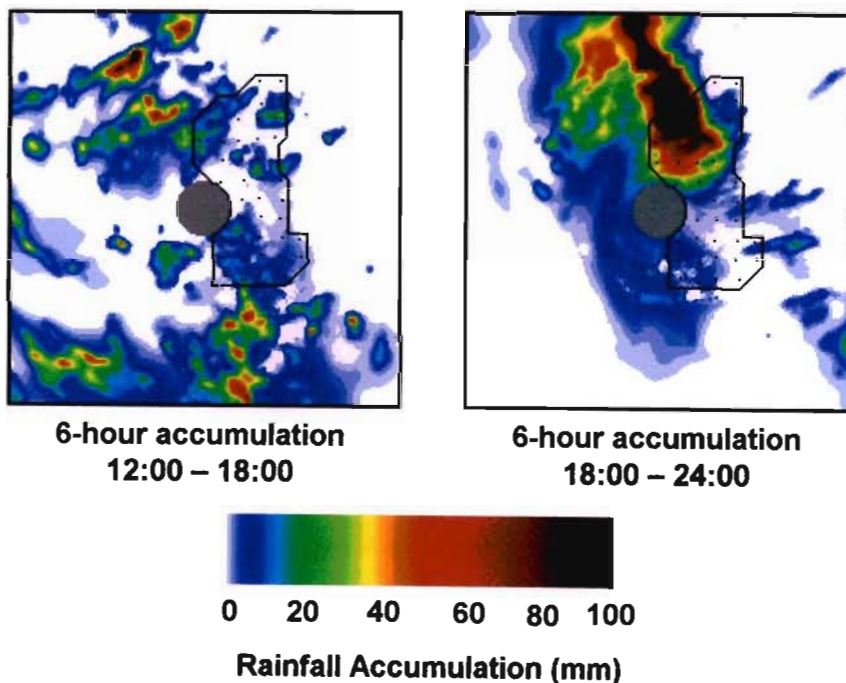 6-hour accumulation
12:00 – 18:00
6-hour accumulation
18:00 – 24:00
0 20 40 60 80 100
Rainfall Accumulation (mm)